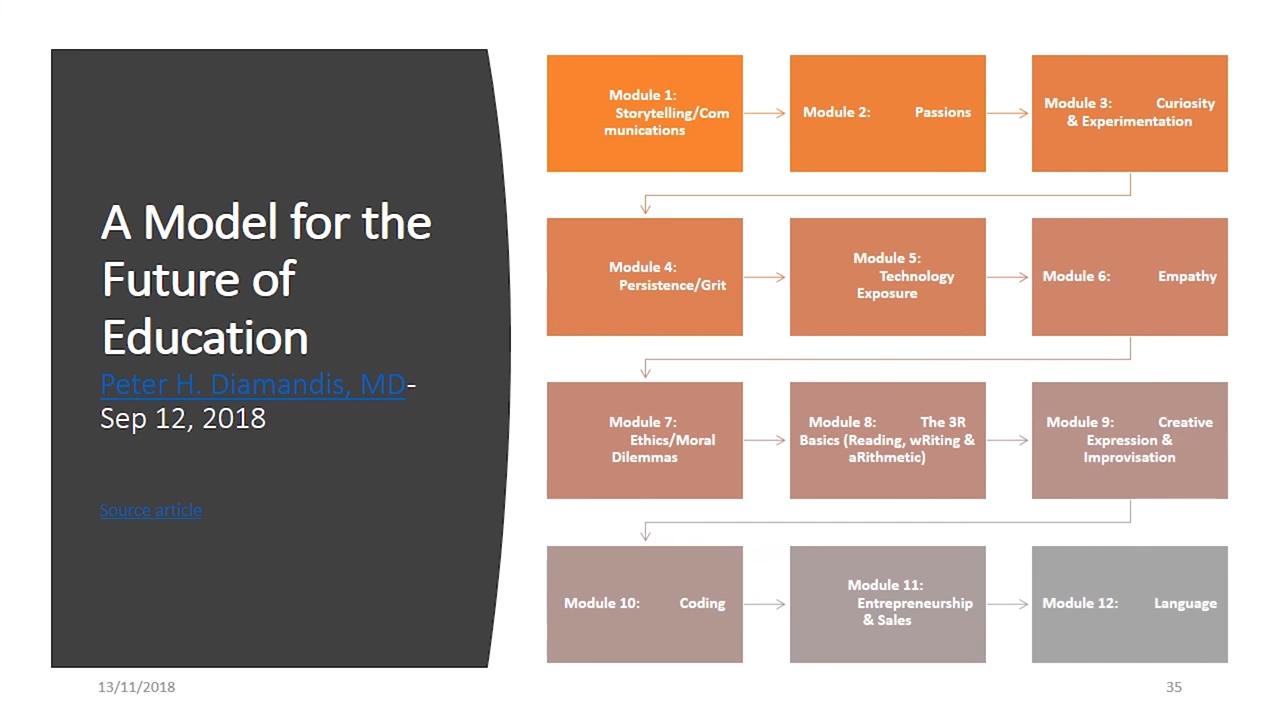 A Model for the
Future of
Education
Peter H. Diamandis, MD-
Sep 12, 2018
Source article
Module 1:
Storytelling/Com
munications
Module 2: Passions
Module 3: Curiosity
& Experimentation
Module 4:
Persistence/Grit
Module 5:
Technology
Exposure
Module 6: Empathy
Module 7:
Ethics/Moral
Dilemmas
Module 8: The 3R
Basics (Reading, wRiting &
aRithmetic)
Module 9: Creative
Expression &
Improvisation
Module 10: Coding
Module 11:
Entrepreneurship
& Sales
Module 12: Language
13/11/2018
35